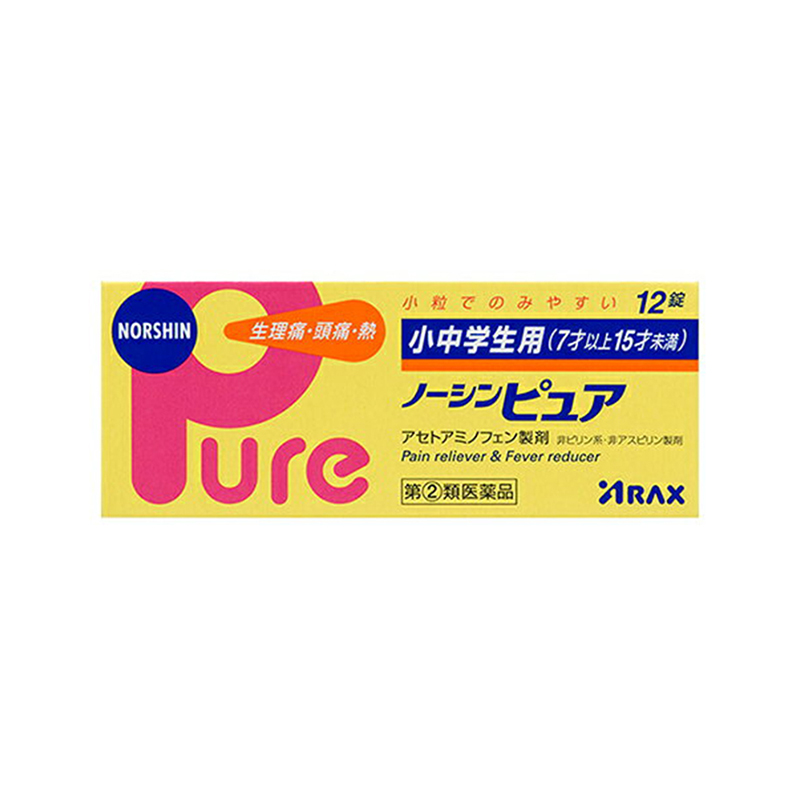 Pure
NORSHIN
生理痛・頭痛・熱
小粒でのみやすい 12錠
小中学生用(7才以上15才未満)
ノーシンピュア
アセトアミノフェン製剤 非ピリン系・非アスピリン製剤
Pain reliever & Fever reducer
指②類医薬品
ARAX